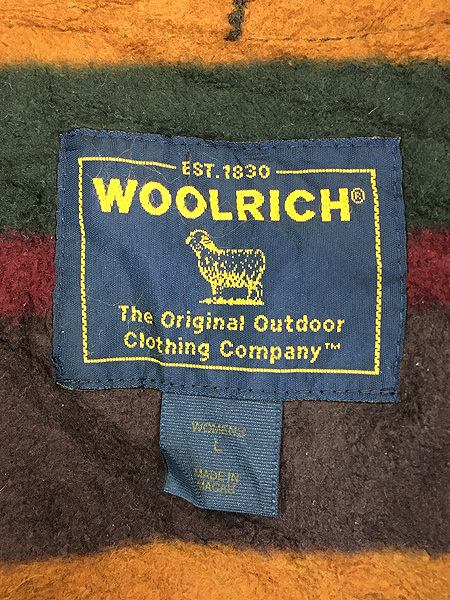 EST. 1830
WOOLRICH®
The Original Outdoor
Clothing Company™
WOMENS
L
MADE IN
MACAU